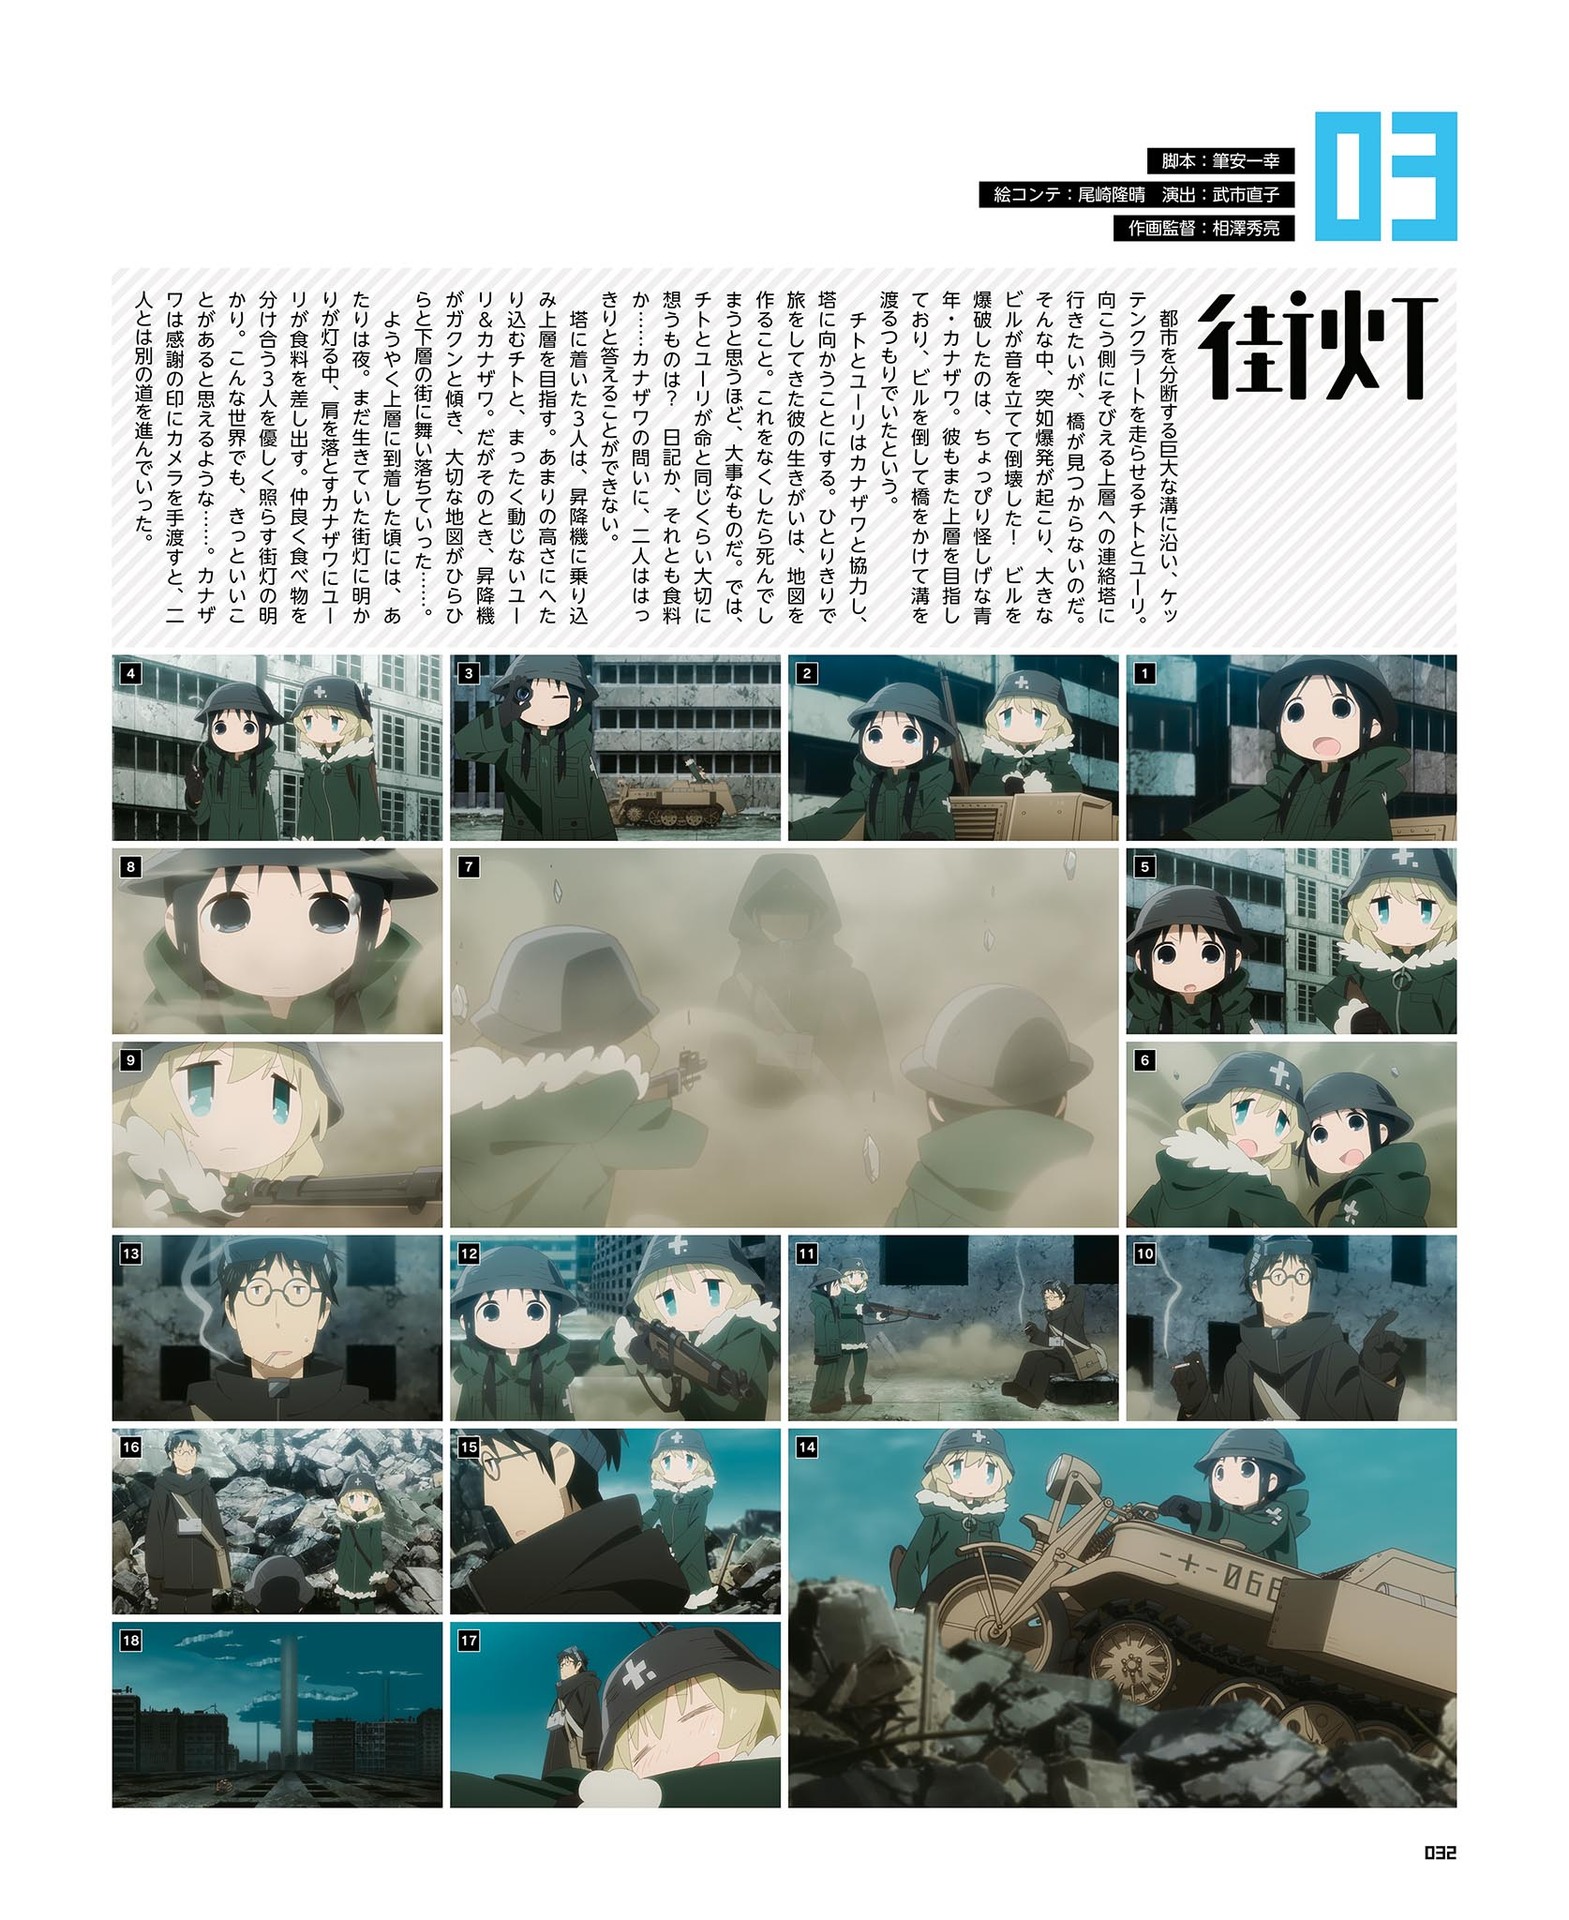 03
脚本：筆安一幸
絵コンテ：尾崎隆晴　演出：武市直子
作画監督：相澤秀亮
街灯
　都市を分断する巨大な溝に沿い、ケッ
テンクラートを走らせるチトとユーリ。
向こう側にそびえる上層への連絡塔に
行きたいが、橋が見つからないのだ。
そんな中、突如爆発が起こり、大きな
ビルが音を立てて倒壊した！　ビルを
爆破したのは、ちょっぴり怪しげな青
年・カナザワ。彼もまた上層を目指し
ており、ビルを倒して橋をかけて溝を
渡るつもりでいたという。
　チトとユーリはカナザワと協力し、
塔に向かうことにする。ひとりきりで
旅をしてきた彼の生きがいは、地図を
作ること。これをなくしたら死んでし
まうと思うほど、大事なものだ。では、
チトとユーリが命と同じくらい大切に
想うものは？　日記か、それとも食料
か……カナザワの問いに、二人ははっ
きりと答えることができない。
　塔に着いた3人は、昇降機に乗り込
み上層を目指す。あまりの高さにへた
り込むチトと、まったく動じないユー
リ＆カナザワ。だがそのとき、昇降機
がガクンと傾き、大切な地図がひらひ
らと下層の街に舞い落ちていった……。
　ようやく上層に到着した頃には、あ
たりは夜。まだ生きていた街灯に明か
りが灯る中、肩を落とすカナザワにユー
リが食料を差し出す。仲良く食べ物を
分け合う3人を優しく照らす街灯の明
かり。こんな世界でも、きっといいこ
とがあると思えるような……。カナザ
ワは感謝の印にカメラを手渡すと、二
人とは別の道を進んでいった。
1
2
3
4
5
6
7
8
9
10
11
12
13
14
-+-066
15
16
17
18
032